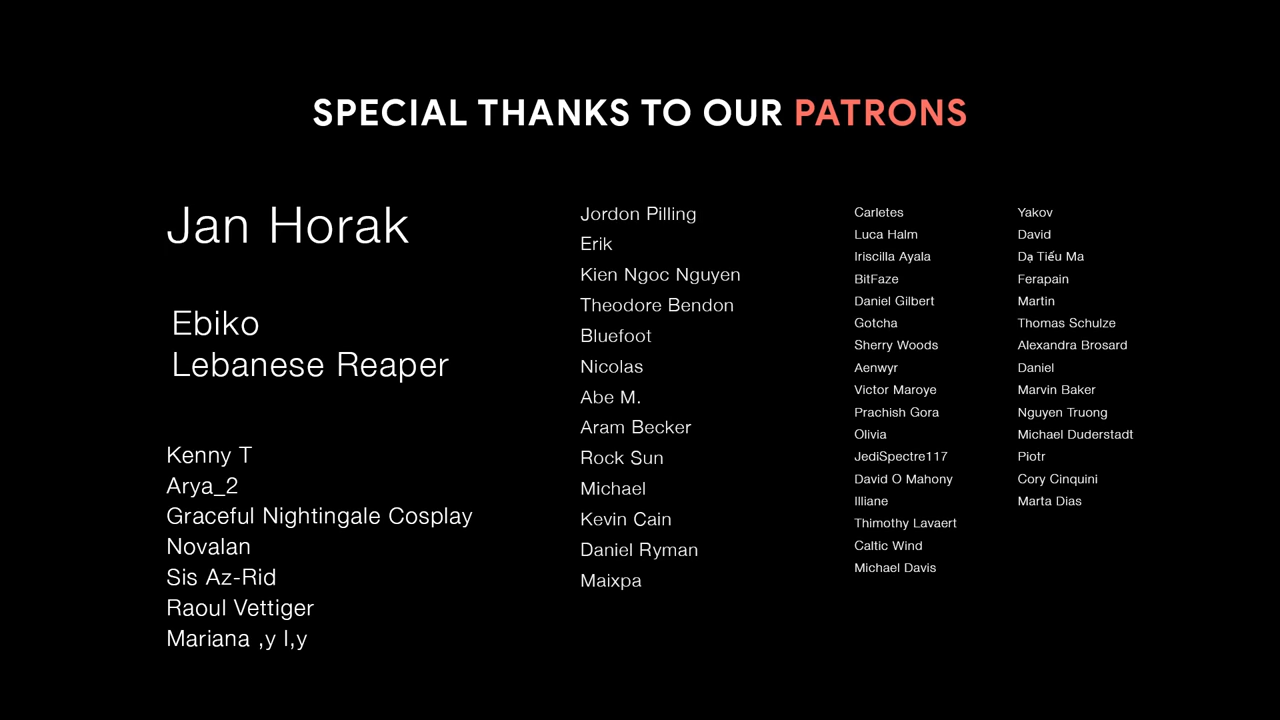 SPECIAL THANKS TO OUR PATRONS
Jan Horak
Ebiko
Lebanese Reaper
Kenny T
Arya_2
Graceful Nightingale Cosplay
Novalan
Sis Az-Rid
Raoul Vettiger
Mariana ,y l,y
Jordon Pilling
Erik
Kien Ngoc Nguyen
Theodore Bendon
Bluefoot
Nicolas
Abe M.
Aram Becker
Rock Sun
Michael
Kevin Cain
Daniel Ryman
Maixpa
Carletes
Luca Halm
Iriscilla Ayala
BitFaze
Daniel Gilbert
Gotcha
Sherry Woods
Aenwyr
Victor Maroye
Prachish Gora
Olivia
JediSpectre117
David O Mahony
Illiane
Thimothy Lavaert
Caltic Wind
Michael Davis
Yakov
David
Dạ Tiểu Ma
Ferapain
Martin
Thomas Schulze
Alexandra Brosard
Daniel
Marvin Baker
Nguyen Truong
Michael Duderstadt
Piotr
Cory Cinquini
Marta Dias